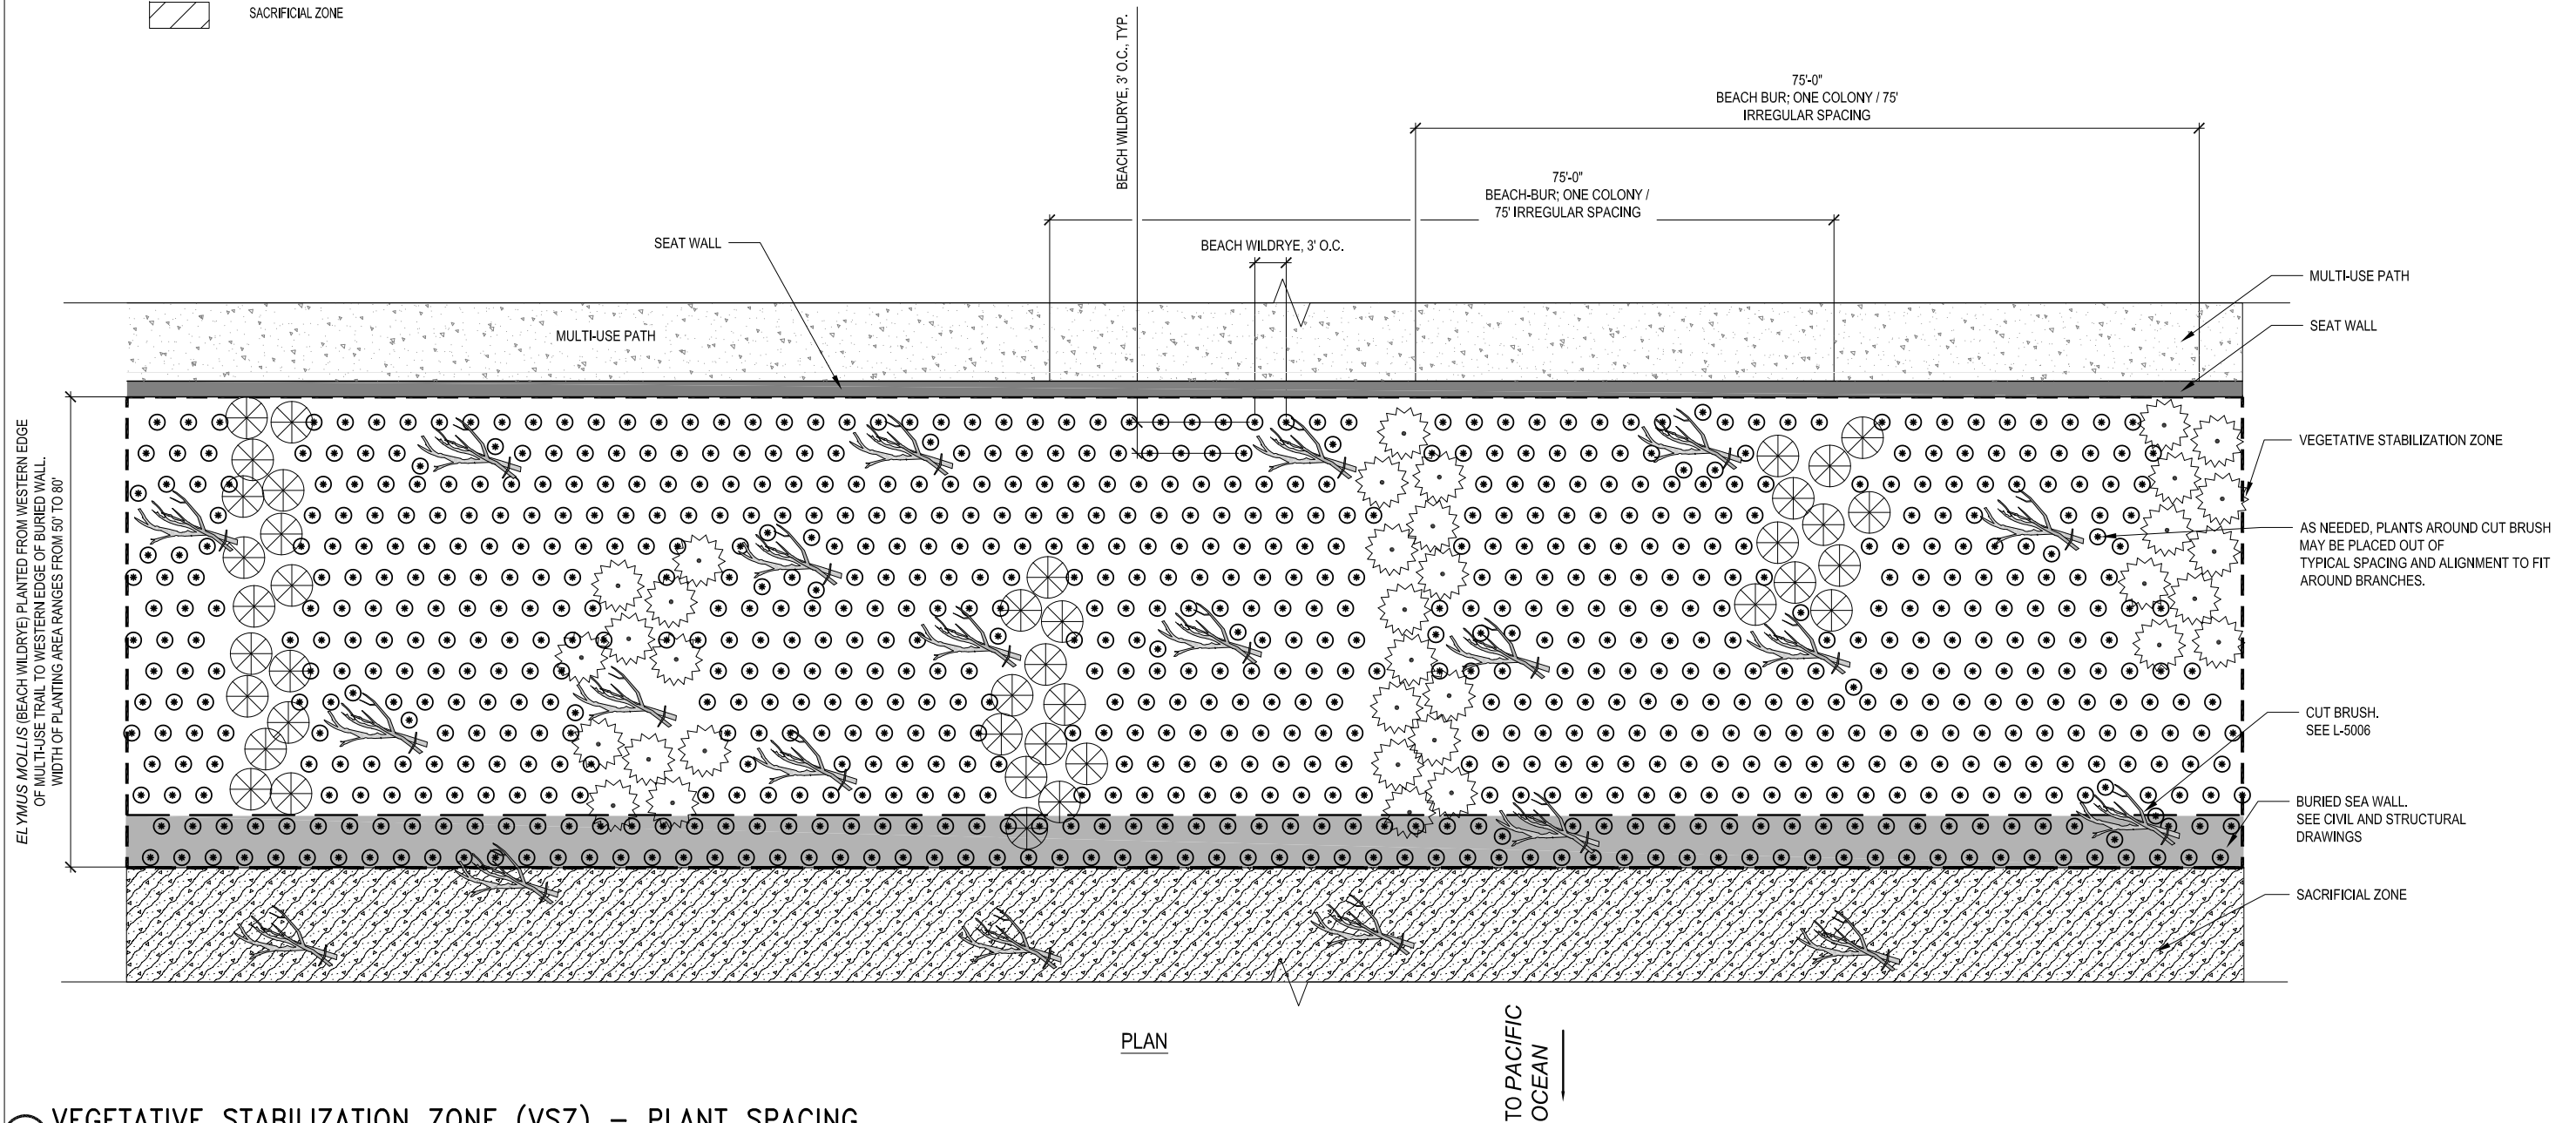 SACRIFICIAL ZONE
BEACH WILDRYE, 3' O.C., TYP.
75'-0"
BEACH BUR; ONE COLONY / 75'
IRREGULAR SPACING
75'-0"
BEACH-BUR; ONE COLONY /
75' IRREGULAR SPACING
SEAT WALL
BEACH WILDRYE, 3' O.C.
MULTI-USE PATH
MULTI-USE PATH
SEAT WALL
ELYMUS MOLLIS (BEACH WILDRYE) PLANTED FROM WESTERN EDGE
OF MULTI-USE TRAIL TO WESTERN EDGE OF BURIED WALL.
WIDTH OF PLANTING AREA RANGES FROM 50' TO 80'
VEGETATIVE STABILIZATION ZONE
AS NEEDED, PLANTS AROUND CUT BRUSH
MAY BE PLACED OUT OF
TYPICAL SPACING AND ALIGNMENT TO FIT
AROUND BRANCHES.
CUT BRUSH.
SEE L-5006
BURIED SEA WALL.
SEE CIVIL AND STRUCTURAL
DRAWINGS
SACRIFICIAL ZONE
PLAN
TO PACIFIC
OCEAN
VEGETATIVE STABILIZATION ZONE (VSZ) – PLANT SPACING